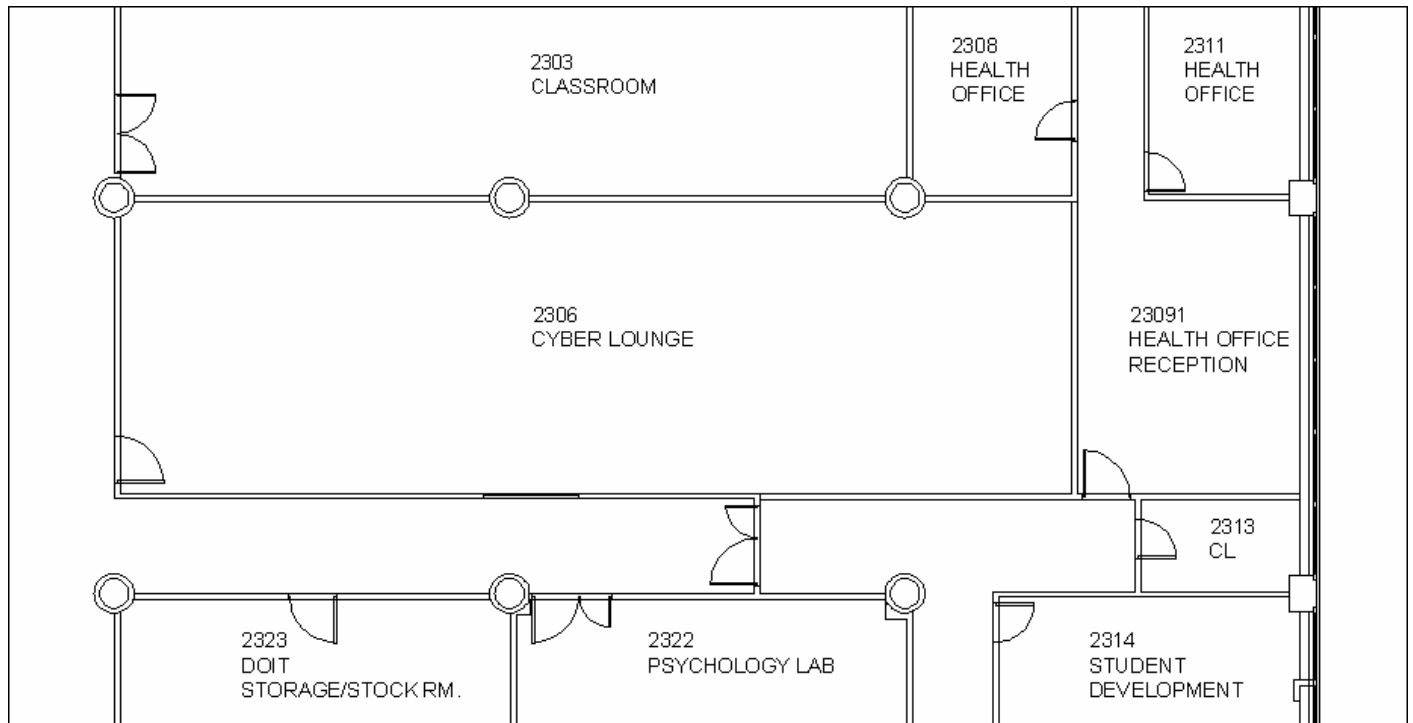 2303
CLASSROOM
2308
HEALTH
OFFICE
2311
HEALTH
OFFICE
2306
CYBER LOUNGE
23091
HEALTH OFFICE
RECEPTION
2313
CL
2323
DOIT
STORAGE/STOCK RM.
2322
PSYCHOLOGY LAB
2314
STUDENT
DEVELOPMENT